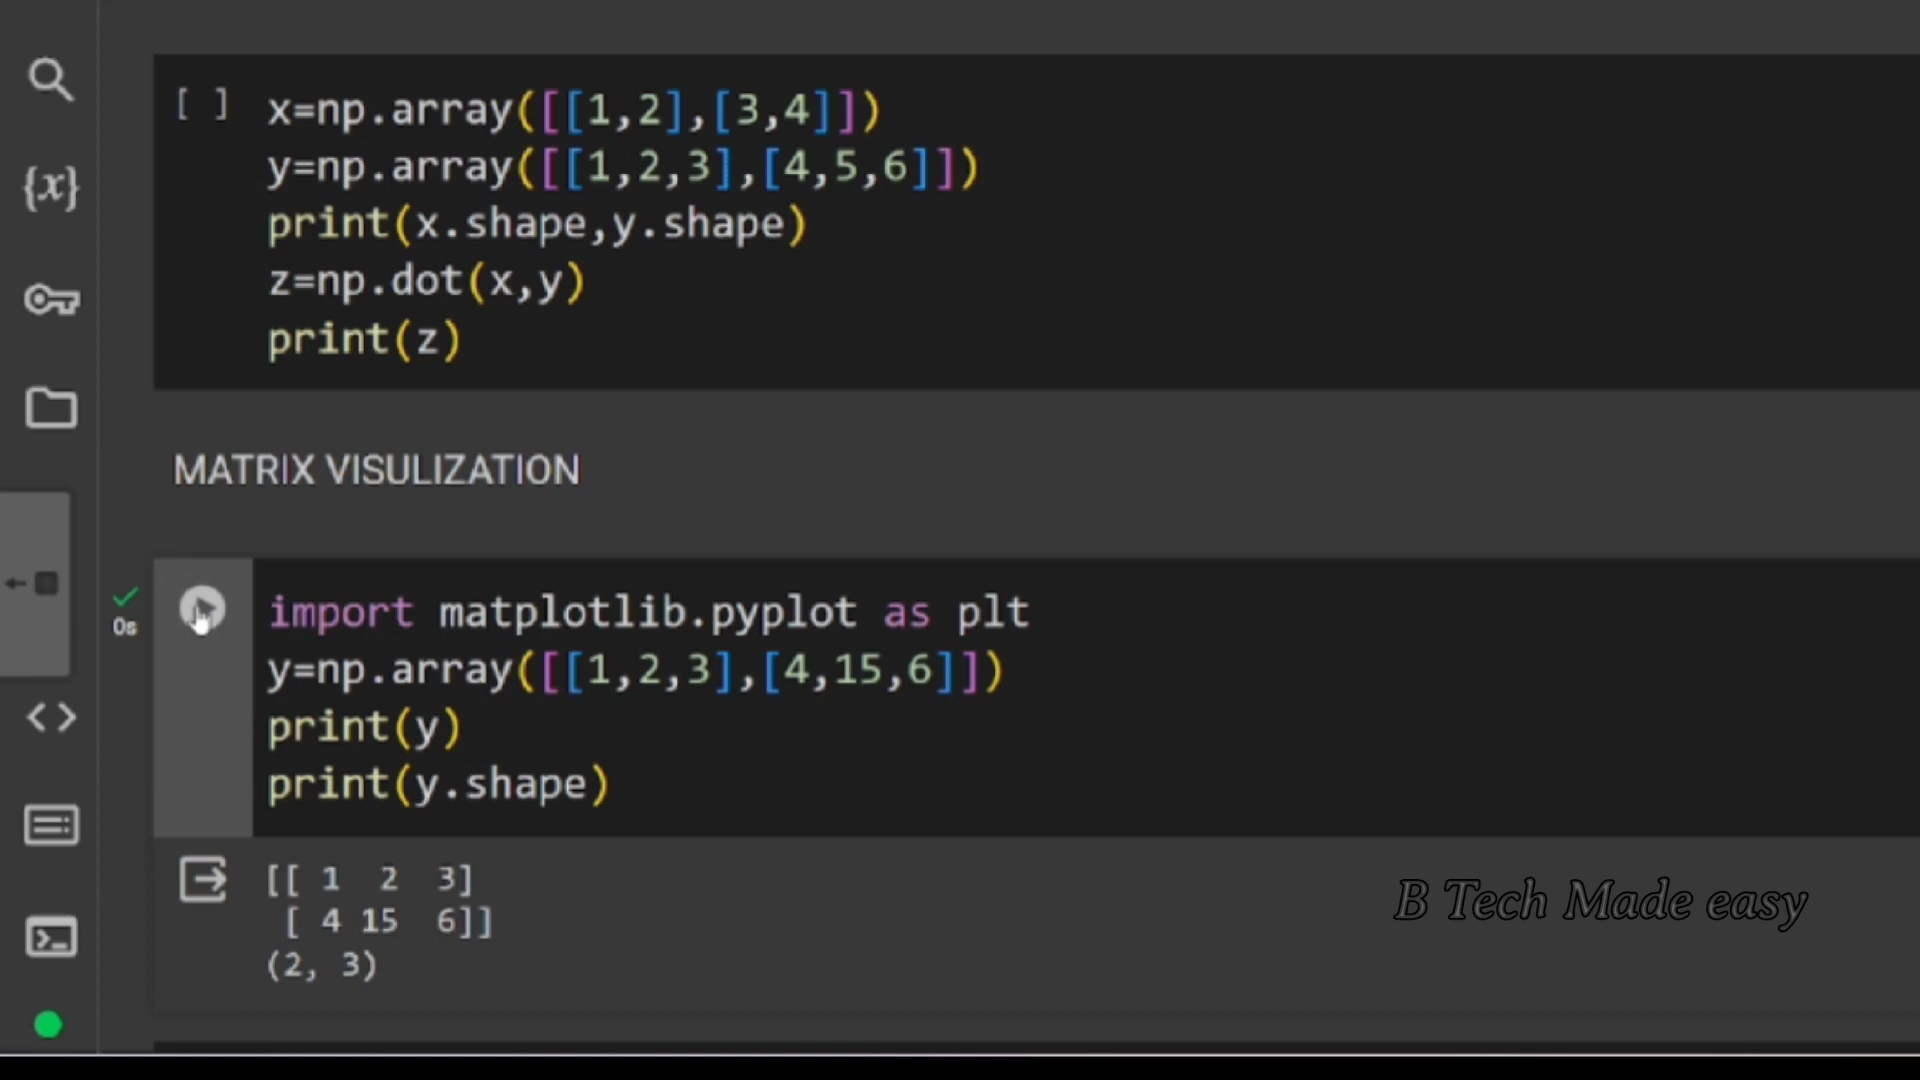 [ ] x=np.array([[1,2],[3,4]])
y=np.array([[1,2,3],[4,5,6]])
print(x.shape,y.shape)
z=np.dot(x,y)
print(z)
{x}
MATRIX VISULIZATION
0s
import matplotlib.pyplot as plt
y=np.array([[1,2,3],[4,15,6]])
print(y)
print(y.shape)
[[ 1  2  3]
 [ 4 15  6]]
(2, 3)
B Tech Made easy